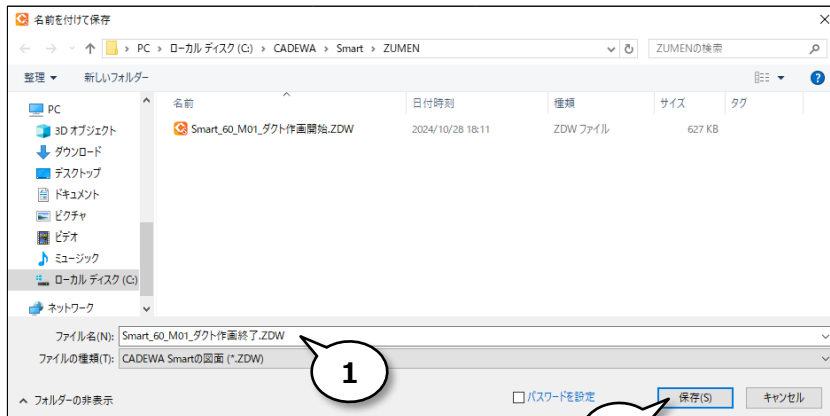 名前を付けて保存
PC › ローカル ディスク (C:) › CADEWA › Smart › ZUMEN
ZUMENの検索
整理 新しいフォルダー
名前 日付時刻 種類 サイズ タグ
Smart_60_M01_ダクト作画開始.ZDW 2024/10/28 18:11 ZDW ファイル 627 KB
PC
3D オブジェクト
ダウンロード
デスクトップ
ドキュメント
ピクチャ
ビデオ
ミュージック
ローカル ディスク (C:)
ネットワーク
ファイル名(N): Smart_60_M01_ダクト作画終了.ZDW
ファイルの種類(T): CADEWA Smartの図面 (*.ZDW)
1
フォルダーの非表示
パスワードを設定
保存(S)
キャンセル